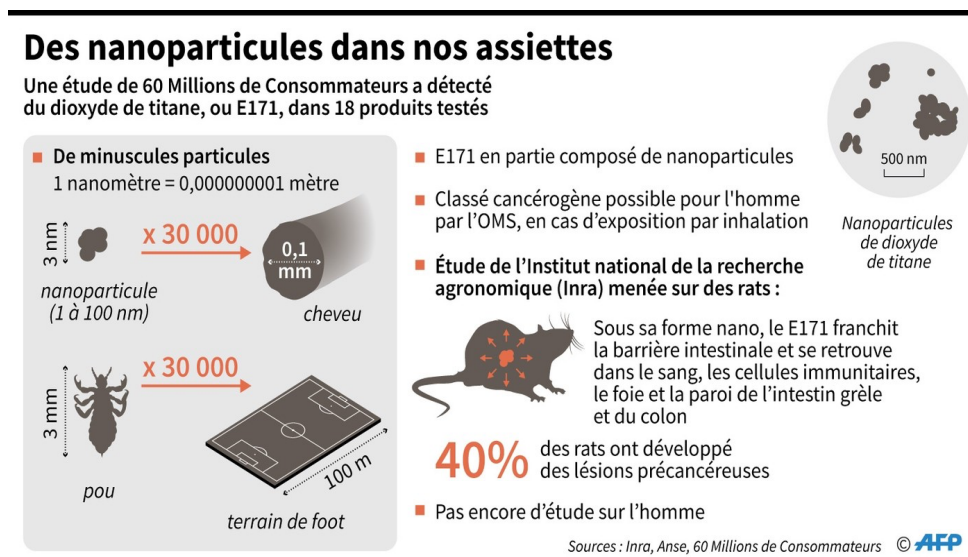 Des nanoparticules dans nos assiettes
Une étude de 60 Millions de Consommateurs a détecté
du dioxyde de titane, ou E171, dans 18 produits testés
De minuscules particules
1 nanomètre = 0,000000001 mètre
3 nm
x 30 000
0,1
mm
nanoparticule
(1 à 100 nm)
cheveu
3 mm
x 30 000
100 m
pou
terrain de foot
E171 en partie composé de nanoparticules
Classé cancérogène possible pour l'homme
par l'OMS, en cas d'exposition par inhalation
Étude de l'Institut national de la recherche
agronomique (Inra) menée sur des rats :
Sous sa forme nano, le E171 franchit
la barrière intestinale et se retrouve
dans le sang, les cellules immunitaires,
le foie et la paroi de l'intestin grèle
et du colon
40%
des rats ont développé
des lésions précancéreuses
Pas encore d'étude sur l'homme
500 nm
Nanoparticules
de dioxyde
de titane
Sources : Inra, Anse, 60 Millions de Consommateurs © AFP